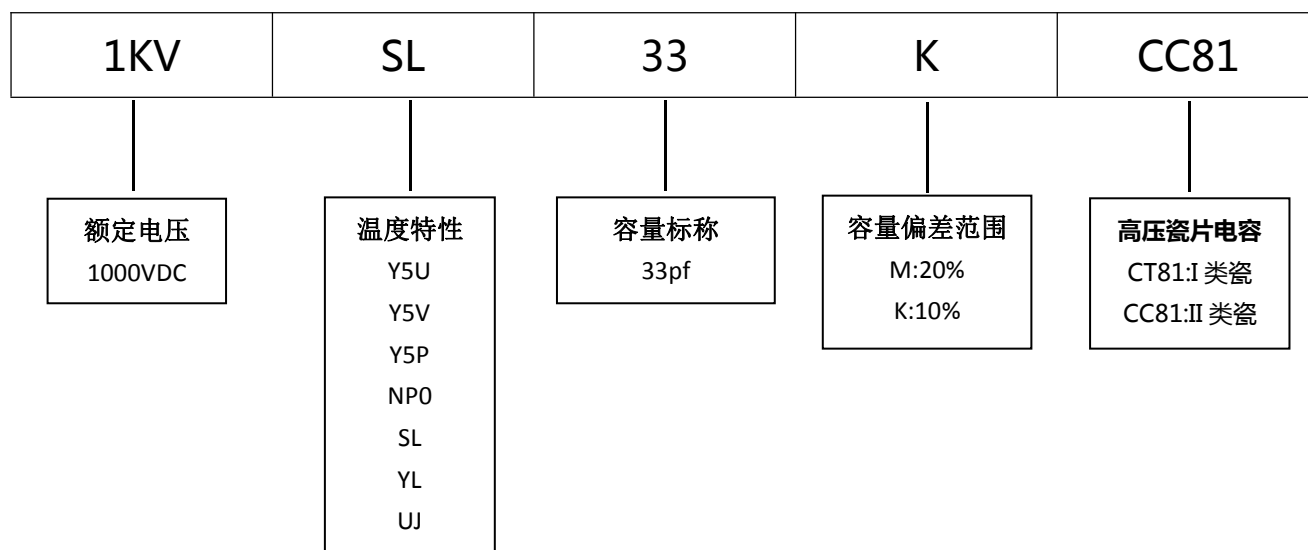 1KV SL 33 K CC81
额定电压
1000VDC
温度特性
Y5U
Y5V
Y5P
NP0
SL
YL
UJ
容量标称
33pf
容量偏差范围
M:20%
K:10%
高压瓷片电容
CT81:I 类瓷
CC81:II 类瓷